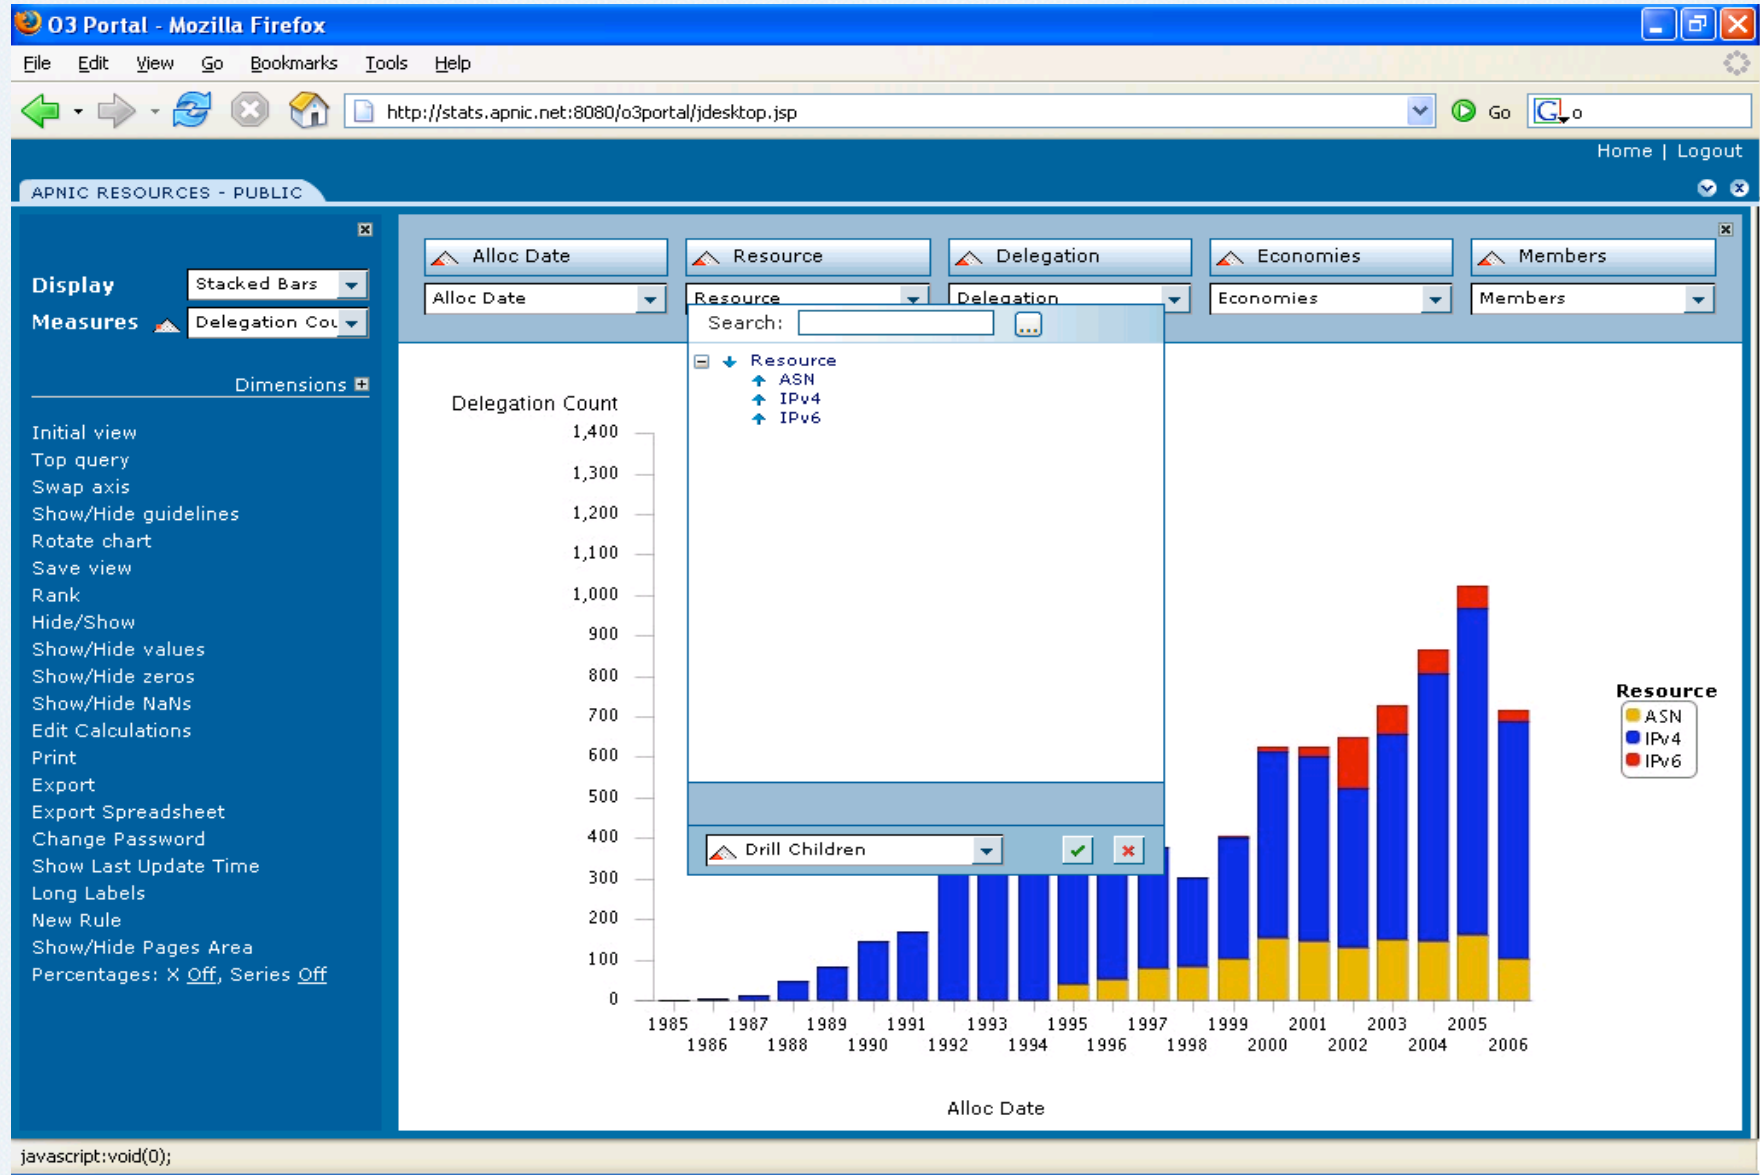 O3 Portal - Mozilla Firefox
File Edit View Go Bookmarks Tools Help
http://stats.apnic.net:8080/o3portal/jdesktop.jsp Go G o
Home | Logout
APNIC RESOURCES - PUBLIC
Display Stacked Bars
Measures Delegation Cou
Dimensions
Initial view
Top query
Swap axis
Show/Hide guidelines
Rotate chart
Save view
Rank
Hide/Show
Show/Hide values
Show/Hide zeros
Show/Hide NaNs
Edit Calculations
Print
Export
Export Spreadsheet
Change Password
Show Last Update Time
Long Labels
New Rule
Show/Hide Pages Area
Percentages: X Off, Series Off
Alloc Date Resource Delegation Economies Members
Alloc Date Resource Delegation Economies Members
Search: ...
Resource
ASN
IPv4
IPv6
Drill Children
Delegation Count
1,400
1,300
1,200
1,100
1,000
900
800
700
600
500
400
300
200
100
0
1985 1987 1989 1991 1993 1995 1997 1999 2001 2003 2005
1986 1988 1990 1992 1994 1996 1998 2000 2002 2004 2006
Alloc Date
Resource
ASN
IPv4
IPv6
javascript:void(0);